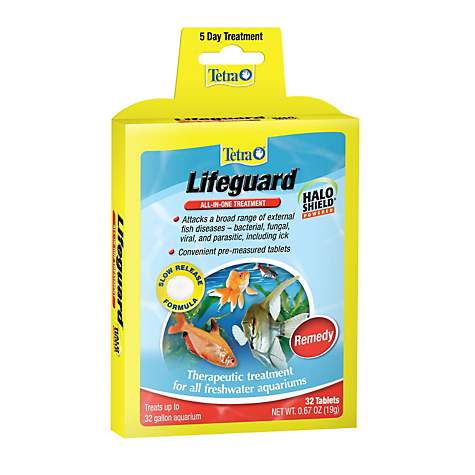 5 Day Treatment
Tetra
Tetra
Lifeguard
ALL-IN-ONE TREATMENT
HALO
SHIELD®
POWERED
• Attacks a broad range of external
fish diseases – bacterial, fungal,
viral, and parasitic, including ick
• Convenient pre-measured tablets
SLOW RELEASE
FORMULA
Remedy
Therapeutic treatment
for all freshwater aquariums
Treats up to
32 gallon aquarium
32 Tablets
NET WT. 0.67 OZ (19g)
Lifeguard